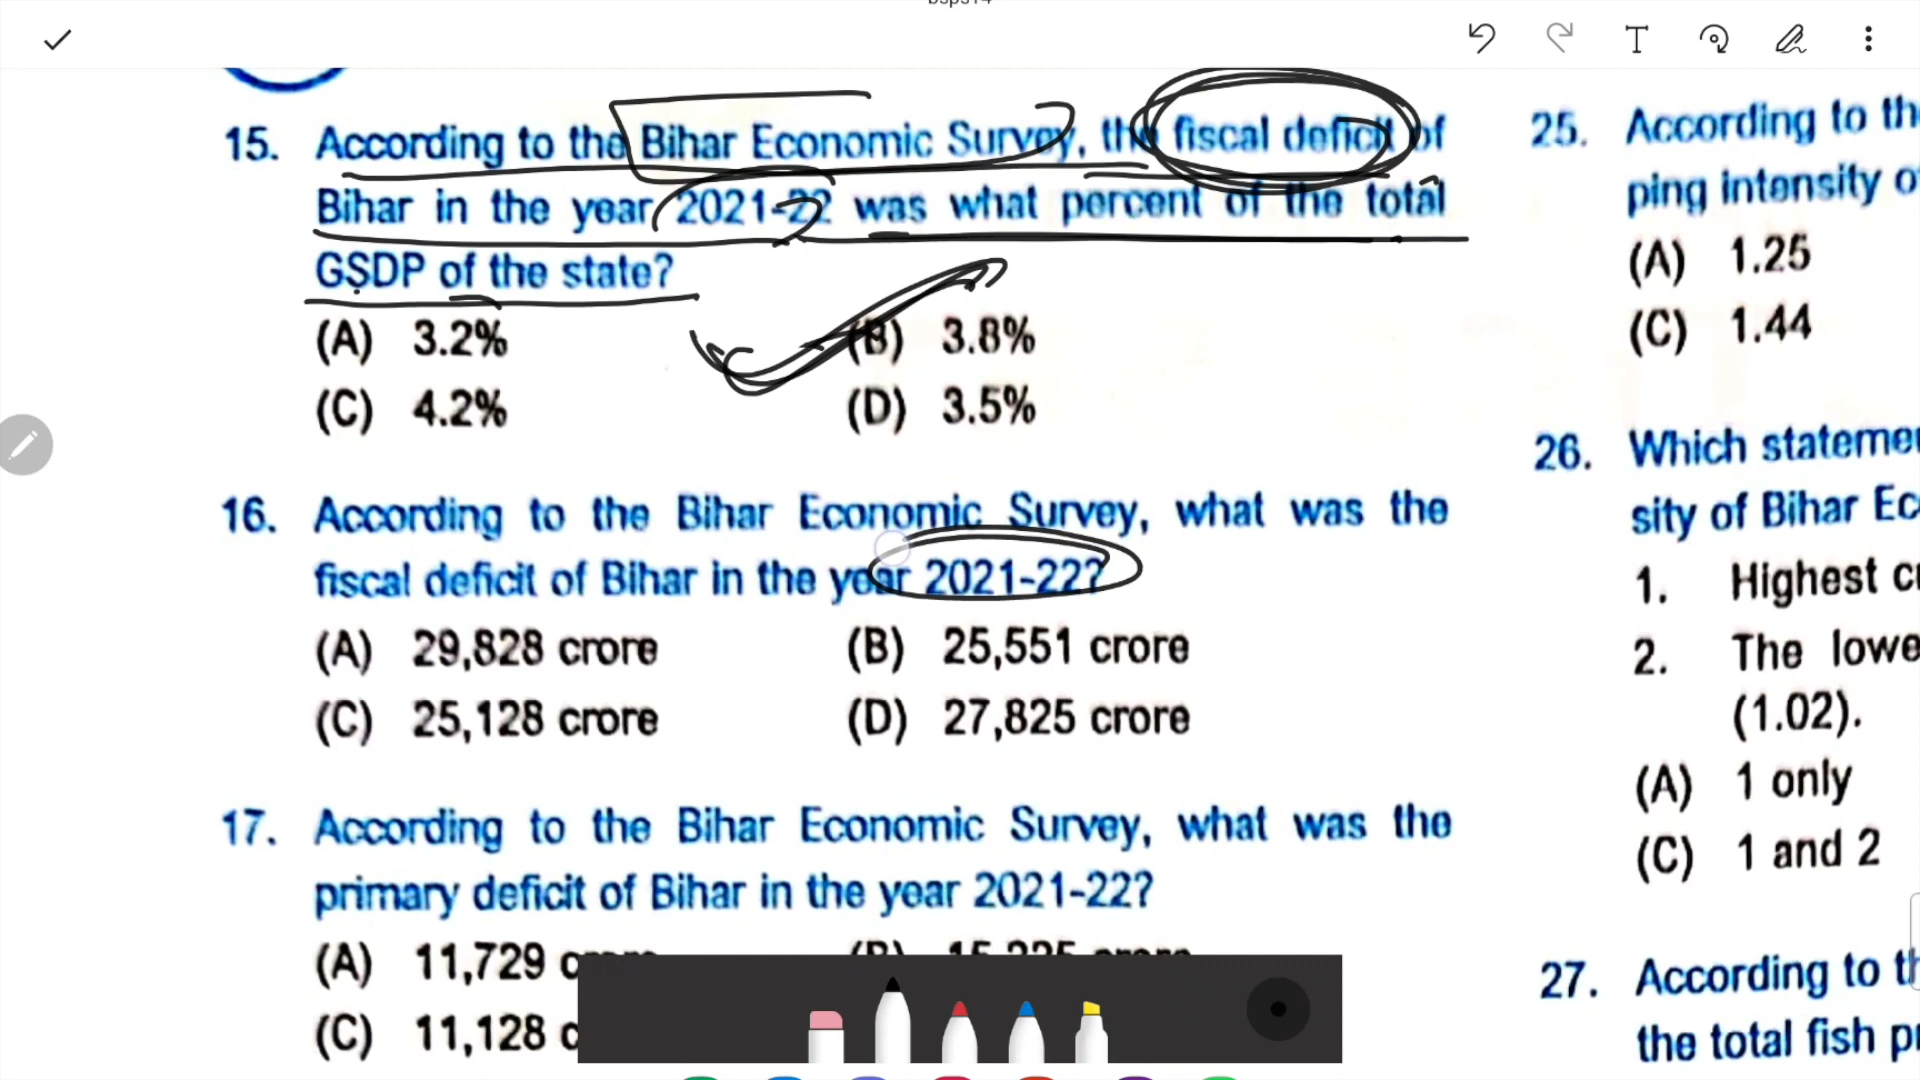 15. According to the Bihar Economic Survey, the fiscal deficit of
Bihar in the year 2021-22 was what percent of the total
GSDP of the state?
(A) 3.2% (B) 3.8%
(C) 4.2% (D) 3.5%
16. According to the Bihar Economic Survey, what was the
fiscal deficit of Bihar in the year 2021-22?
(A) 29,828 crore (B) 25,551 crore
(C) 25,128 crore (D) 27,825 crore
17. According to the Bihar Economic Survey, what was the
primary deficit of Bihar in the year 2021-22?
(A) 11,729
(C) 11,128
25. According to th
ping intensity o
(A) 1.25
(C) 1.44
26. Which stateme
sity of Bihar Ec
1. Highest c
2. The lowe
(1.02).
(A) 1 only
(C) 1 and 2
27. According to t
the total fish p